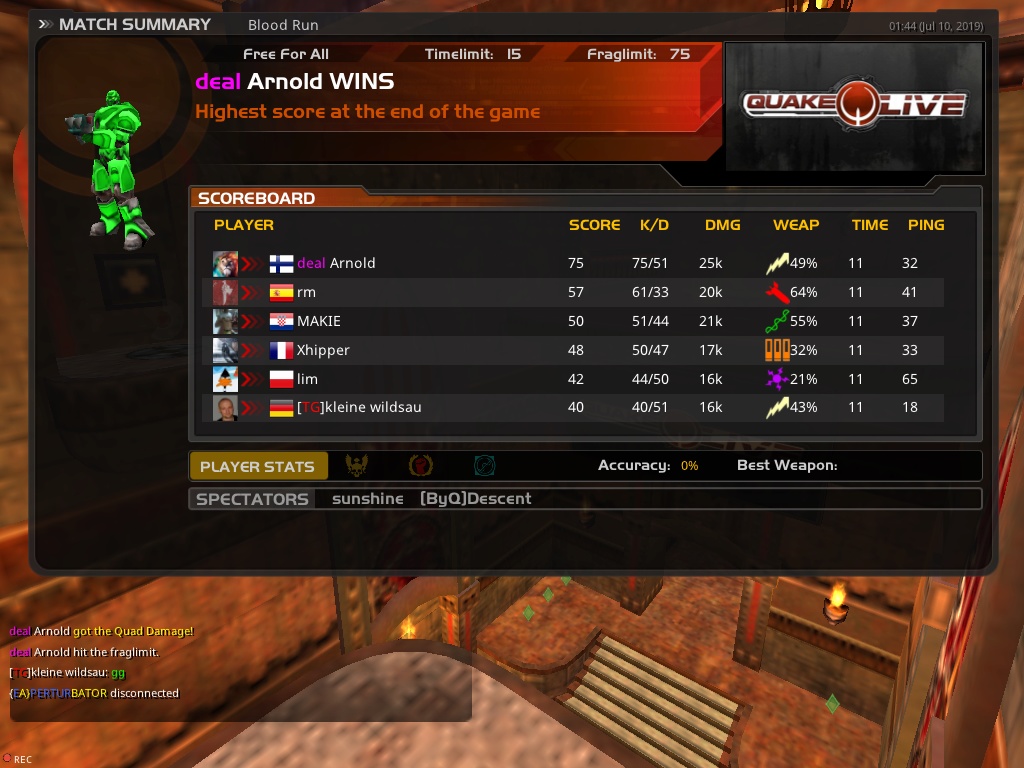 MATCH SUMMARY Blood Run 01:44 (Jul 10, 2019)
Free For All Timelimit: 15 Fraglimit: 75
deal Arnold WINS
Highest score at the end of the game
QUAKE LIVE
SCOREBOARD
PLAYER SCORE K/D DMG WEAP TIME PING
deal Arnold 75 75/51 25k 49% 11 32
rm 57 61/33 20k 64% 11 41
MAKIE 50 51/44 21k 55% 11 37
Xhipper 48 50/47 17k 32% 11 33
lim 42 44/50 16k 21% 11 65
[TG]kleine wildsau 40 40/51 16k 43% 11 18
PLAYER STATS Accuracy: 0% Best Weapon:
SPECTATORS sunshine [ByQ]Descent
deal Arnold got the Quad Damage!
deal Arnold hit the fraglimit.
[TG]kleine wildsau: gg
{EA}PERTURBATOR disconnected
REC